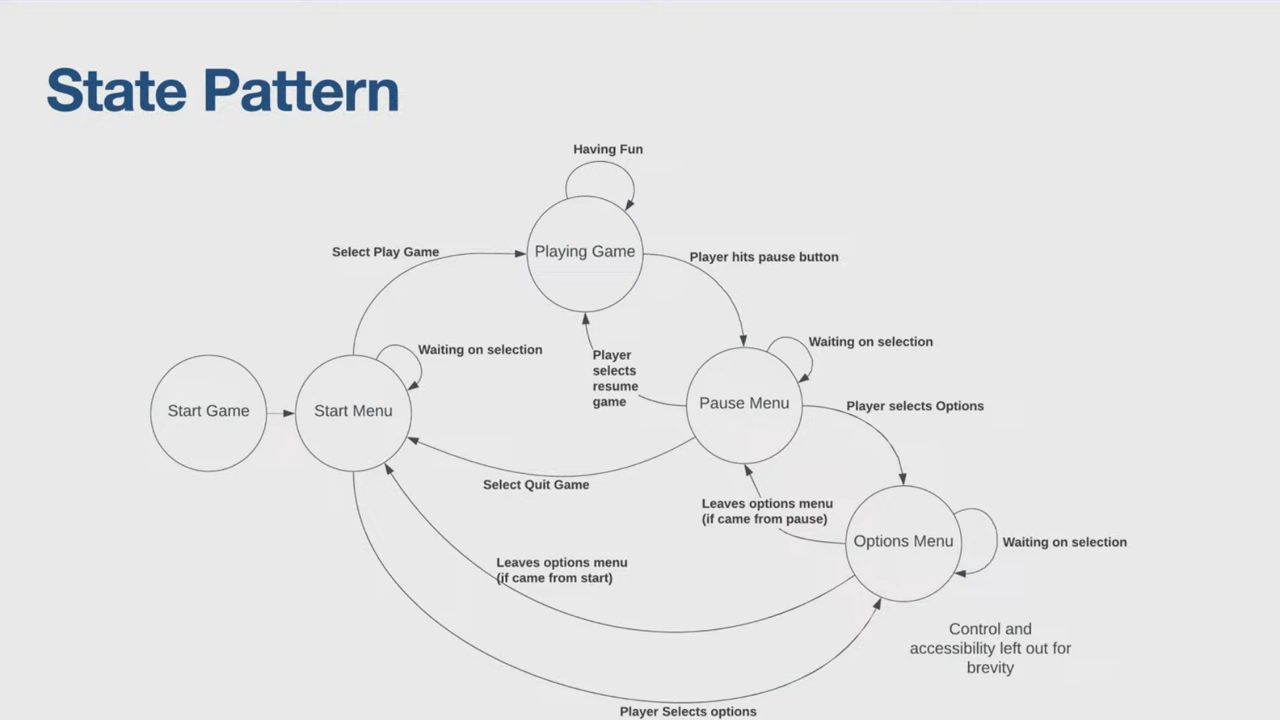 State Pattern
Having Fun
Select Play Game
Playing Game
Player hits pause button
Waiting on selection
Waiting on selection
Player
selects
resume
game
Start Game
Start Menu
Pause Menu
Player selects Options
Select Quit Game
Leaves options menu
(if came from pause)
Options Menu
Waiting on selection
Leaves options menu
(if came from start)
Control and
accessibility left out for
brevity
Player Selects options